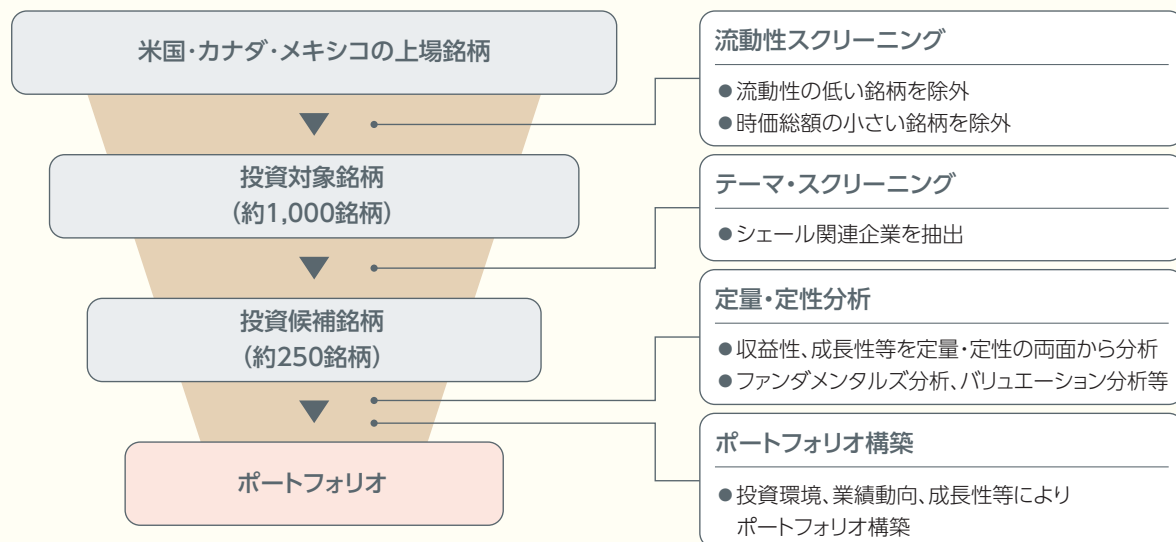 米国・カナダ・メキシコの上場銘柄
投資対象銘柄
(約1,000銘柄)
投資候補銘柄
(約250銘柄)
ポートフォリオ
流動性スクリーニング
●流動性の低い銘柄を除外
●時価総額の小さい銘柄を除外
テーマ・スクリーニング
●シェール関連企業を抽出
定量・定性分析
●収益性、成長性等を定量・定性の両面から分析
●ファンダメンタルズ分析、バリュエーション分析等
ポートフォリオ構築
●投資環境、業績動向、成長性等により
ポートフォリオ構築